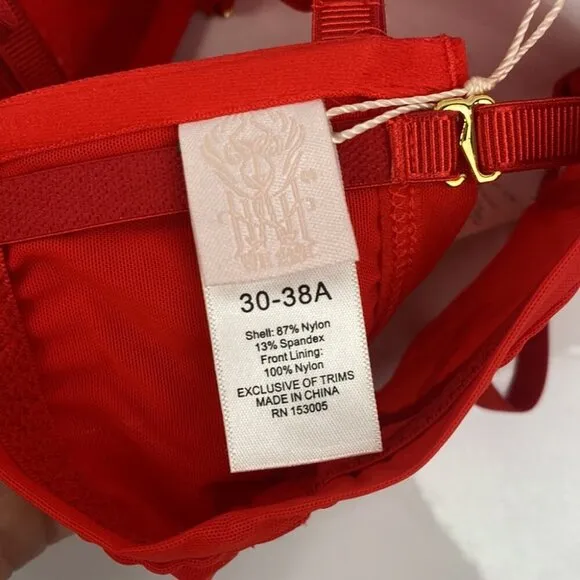 30-38A
Shell: 87% Nylon
13% Spandex
Front Lining:
100% Nylon
EXCLUSIVE OF TRIMS
MADE IN CHINA
RN 153005